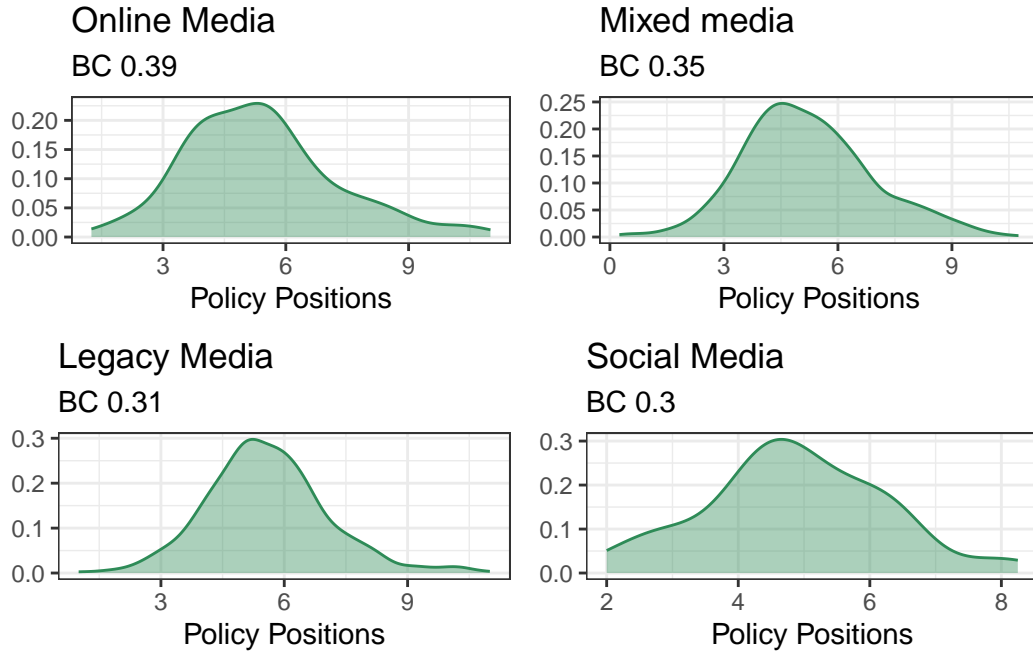 Online Media
BC 0.39
0.20
0.15
0.10
0.05
0.00
3 6 9
Policy Positions
Mixed media
BC 0.35
0.25
0.20
0.15
0.10
0.05
0.00
0 3 6 9
Policy Positions
Legacy Media
BC 0.31
0.3
0.2
0.1
0.0
3 6 9
Policy Positions
Social Media
BC 0.3
0.3
0.2
0.1
0.0
2 4 6 8
Policy Positions